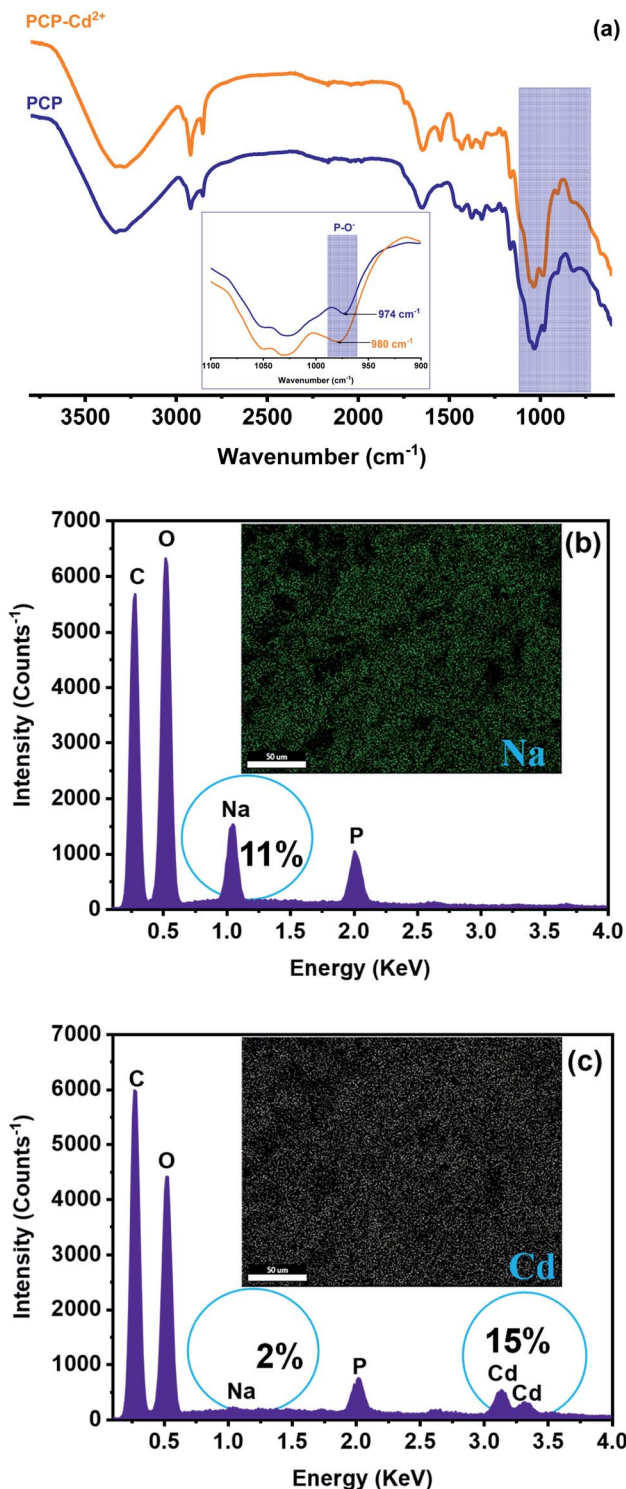 PCP-Cd²⁺
(a)
PCP
P-O⁻
974 cm⁻¹
980 cm⁻¹
1100 1050 1000 950 900
Wavenumber (cm⁻¹)
3500 3000 2500 2000 1500 1000
Wavenumber (cm⁻¹)
7000
6000
5000
4000
3000
2000
1000
0
Intensity (Counts⁻¹)
C
O
(b)
50 um
Na
Na
11%
P
0.5 1.0 1.5 2.0 2.5 3.0 3.5 4.0
Energy (KeV)
7000
6000
5000
4000
3000
2000
1000
0
Intensity (Counts⁻¹)
C
O
(c)
50 um
Cd
2%
Na
P
15%
Cd
Cd
0.5 1.0 1.5 2.0 2.5 3.0 3.5 4.0
Energy (KeV)